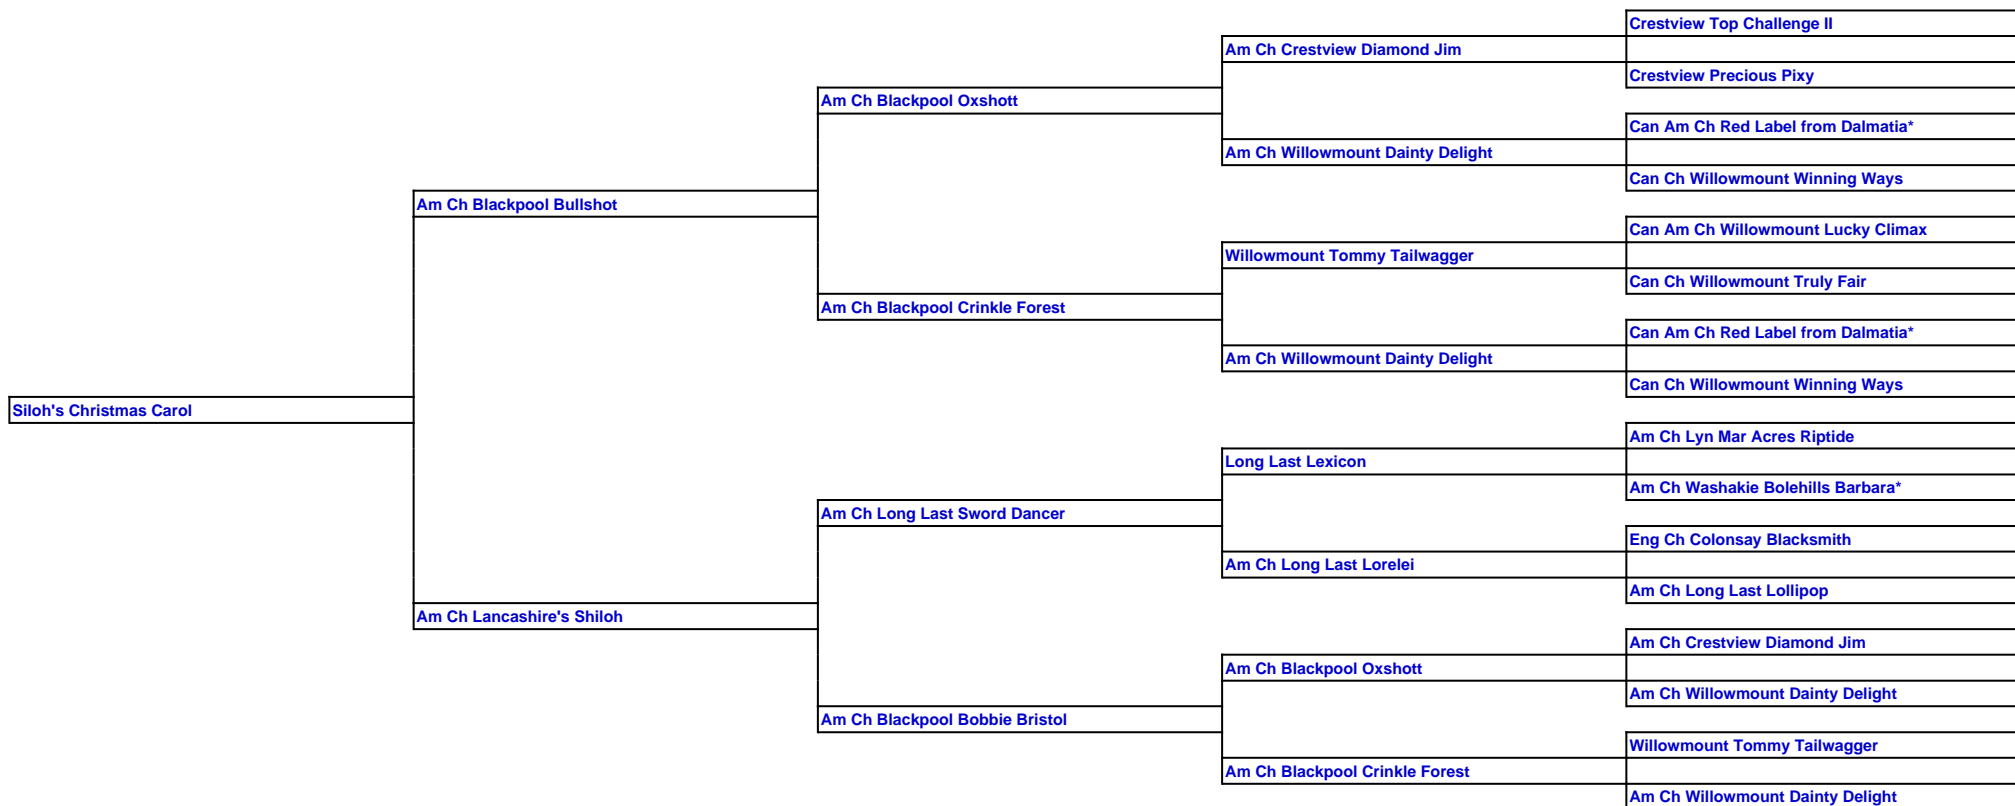 Crestview Top Challenge II
Am Ch Crestview Diamond Jim
Crestview Precious Pixy
Am Ch Blackpool Oxshott
Can Am Ch Red Label from Dalmatia*
Am Ch Willowmount Dainty Delight
Can Ch Willowmount Winning Ways
Am Ch Blackpool Bullshot
Can Am Ch Willowmount Lucky Climax
Willowmount Tommy Tailwagger
Can Ch Willowmount Truly Fair
Am Ch Blackpool Crinkle Forest
Can Am Ch Red Label from Dalmatia*
Am Ch Willowmount Dainty Delight
Can Ch Willowmount Winning Ways
Siloh's Christmas Carol
Am Ch Lyn Mar Acres Riptide
Long Last Lexicon
Am Ch Washakie Bolehills Barbara*
Am Ch Long Last Sword Dancer
Eng Ch Colonsay Blacksmith
Am Ch Long Last Lorelei
Am Ch Long Last Lollipop
Am Ch Lancashire's Shiloh
Am Ch Crestview Diamond Jim
Am Ch Blackpool Oxshott
Am Ch Willowmount Dainty Delight
Am Ch Blackpool Bobbie Bristol
Willowmount Tommy Tailwagger
Am Ch Blackpool Crinkle Forest
Am Ch Willowmount Dainty Delight